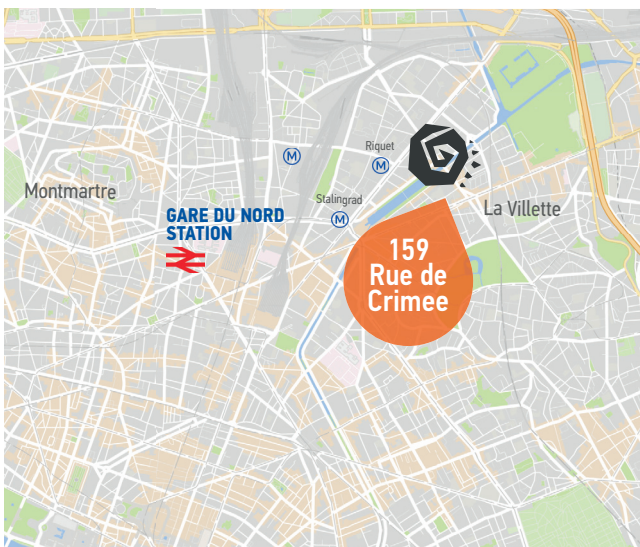 Riquet
M
M
Montmartre
Stalingrad
M
La Villette
GARE DU NORD
STATION
159
Rue de
Crimee